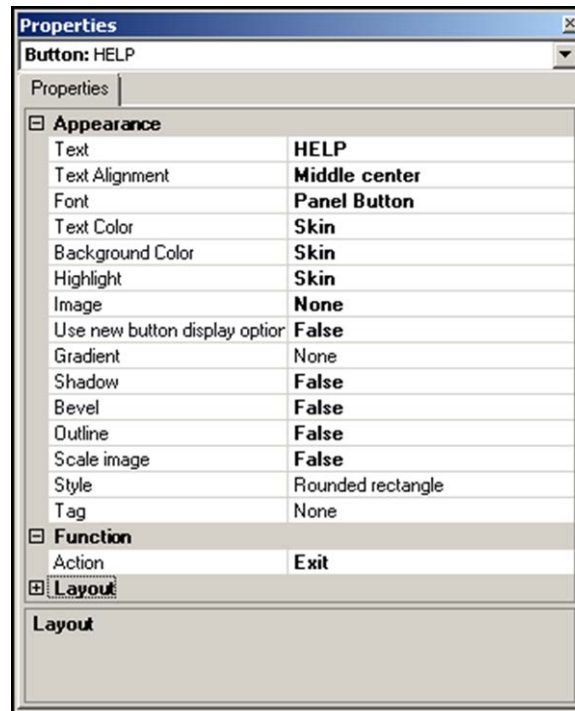 Properties
Button: HELP
Properties
Appearance
Text HELP
Text Alignment Middle center
Font Panel Button
Text Color Skin
Background Color Skin
Highlight Skin
Image None
Use new button display option False
Gradient None
Shadow False
Bevel False
Outline False
Scale image False
Style Rounded rectangle
Tag None
Function
Action Exit
Layout
Layout